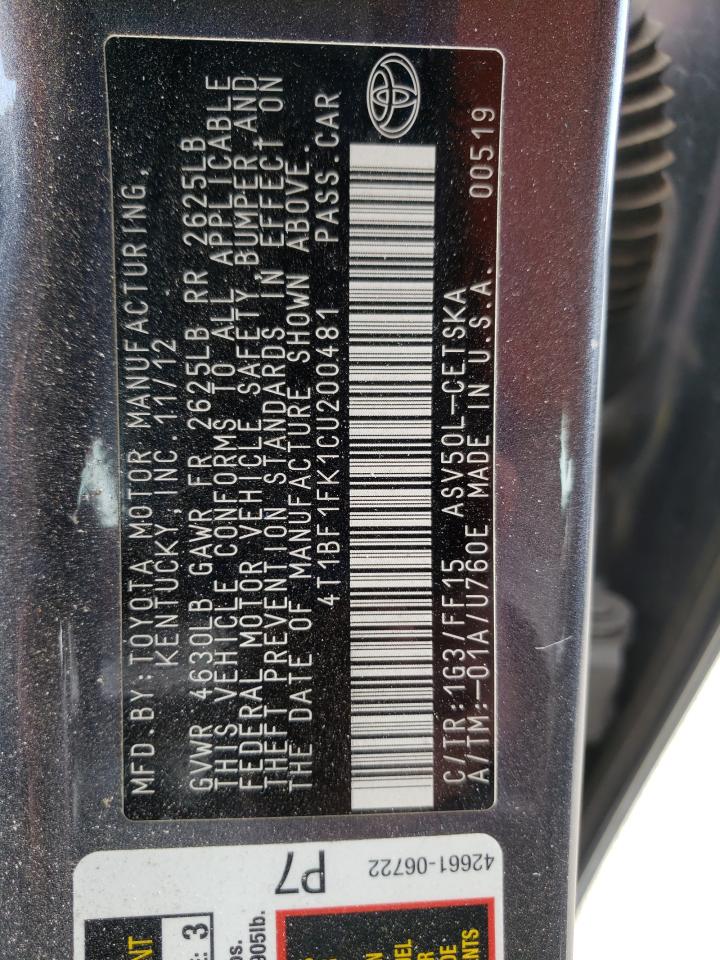 MFD.BY:TOYOTA MOTOR MANUFACTURING,
KENTUCKY, INC. 11/12
GVWR 4630LB GAWR FR 2625LB RR 2625LB
THIS VEHICLE CONFORMS TO ALL APPLICABLE
FEDERAL MOTOR VEHICLE SAFETY, BUMPER, AND
THEFT PREVENTION STANDARDS IN EFFECT ON
THE DATE OF MANUFACTURE SHOWN ABOVE.
4T1BF1FK1CU200481 PASS.CAR
C/TR:1G3/FF15 ASV50L-CETSKA
A/TM:-01A/U760E MADE IN U.S.A. 00519
P7
42661-06722
3
905lb.